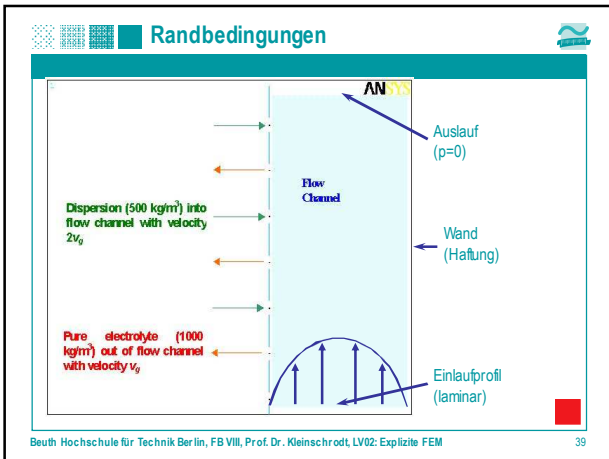 Randbedingungen
ANSYS
Auslauf
(p=0)
Flow
Channel
Dispersion (500 kg/m³) into
flow channel with velocity
2vg
Wand
(Haftung)
Pure electrolyte (1000
kg/m³) out of flow channel
with velocity vg
Einlaufprofil
(laminar)
Beuth Hochschule für Technik Berlin, FB VIII, Prof. Dr. Kleinschrodt, LV02: Explizite FEM 39